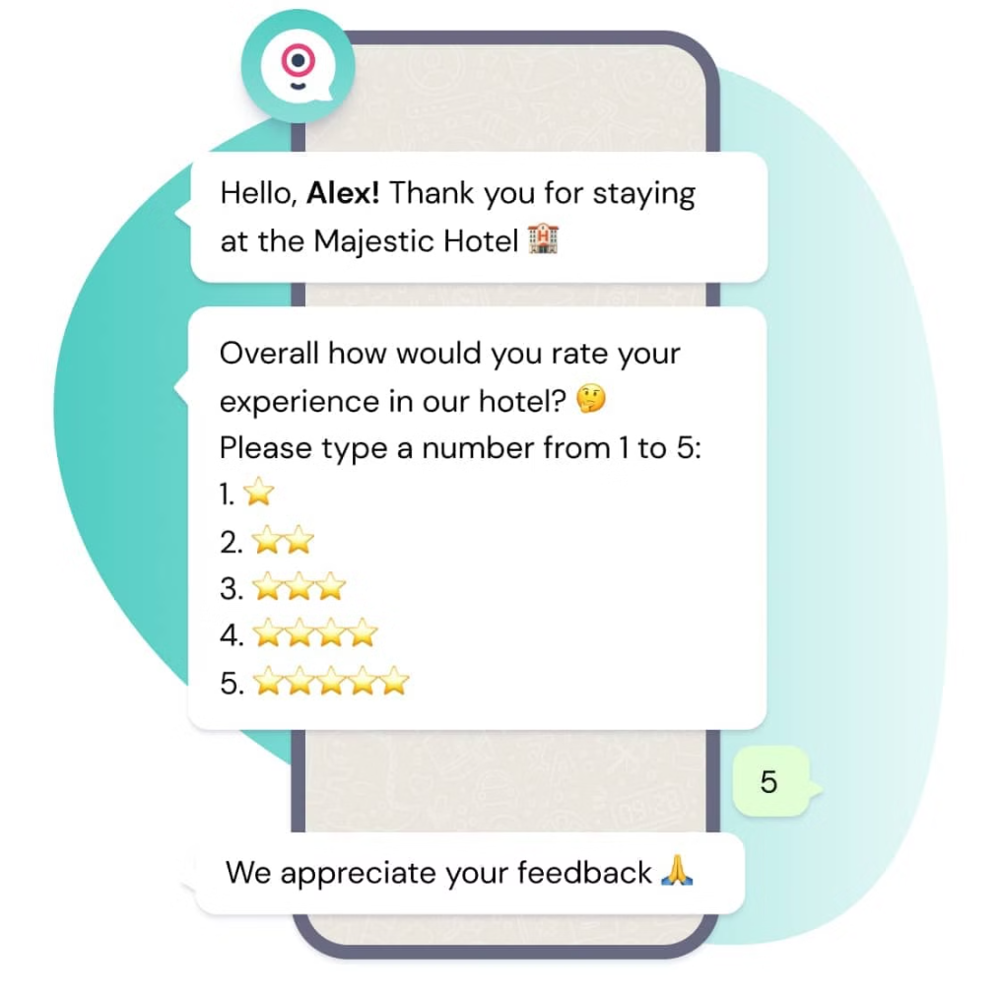 Hello, Alex! Thank you for staying
at the Majestic Hotel 🏨
Overall how would you rate your
experience in our hotel? 🤔
Please type a number from 1 to 5:
1. ⭐
2. ⭐⭐
3. ⭐⭐⭐
4. ⭐⭐⭐⭐
5. ⭐⭐⭐⭐⭐
5
We appreciate your feedback 🙏